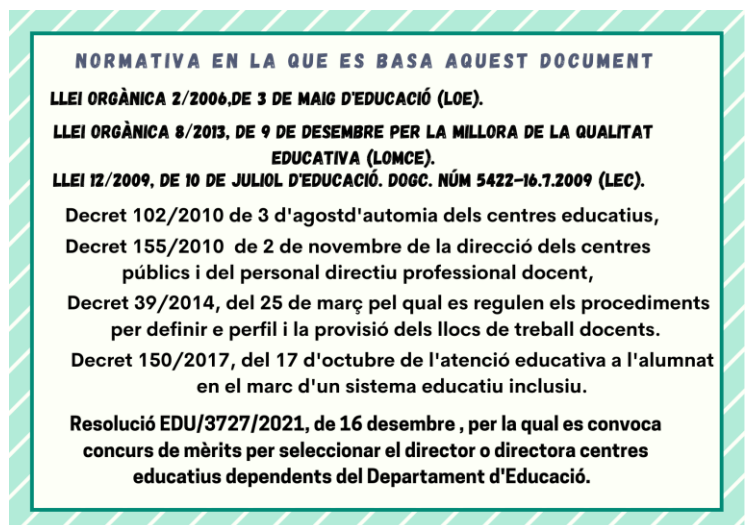 NORMATIVA EN LA QUE ES BASA AQUEST DOCUMENT
LLEI ORGÀNICA 2/2006,DE 3 DE MAIG D'EDUCACIÓ (LOE).
LLEI ORGÀNICA 8/2013, DE 9 DE DESEMBRE PER LA MILLORA DE LA QUALITAT
EDUCATIVA (LOMCE).
LLEI 12/2009, DE 10 DE JULIOL D'EDUCACIÓ. DOGC. NÚM 5422-16.7.2009 (LEC).
Decret 102/2010 de 3 d'agostd'automia dels centres educatius,
Decret 155/2010 de 2 de novembre de la direcció dels centres
públics i del personal directiu professional docent,
Decret 39/2014, del 25 de març pel qual es regulen els procediments
per definir e perfil i la provisió dels llocs de treball docents.
Decret 150/2017, del 17 d'octubre de l'atenció educativa a l'alumnat
en el marc d'un sistema educatiu inclusiu.
Resolució EDU/3727/2021, de 16 desembre , per la qual es convoca
concurs de mèrits per seleccionar el director o directora centres
educatius dependents del Departament d'Educació.